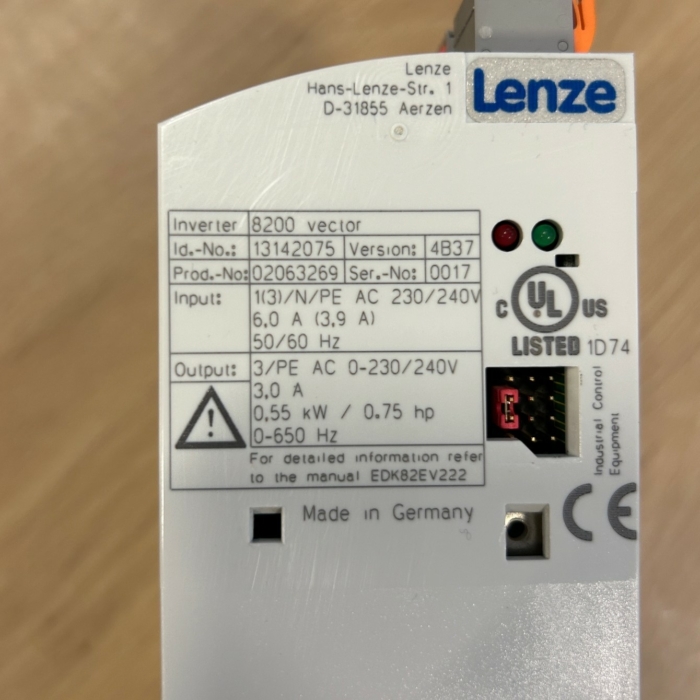 Lenze
Hans-Lenze-Str. 1
D-31855 Aerzen
Lenze
Inverter 8200 vector
Id.-No.: 13142075 Version: 4B37
Prod.-No: 02063269 Ser.-No: 0017
Input: 1(3)/N/PE AC 230/240V
6.0 A (3.9 A)
50/60 Hz
Output: 3/PE AC 0-230/240V
3.0 A
0,55 kW / 0.75 hp
0-650 Hz
For detailed information refer
to the manual EDK82EV222
Made in Germany
C UL US
LISTED 1D74
Industrial Control
Equipment
CE